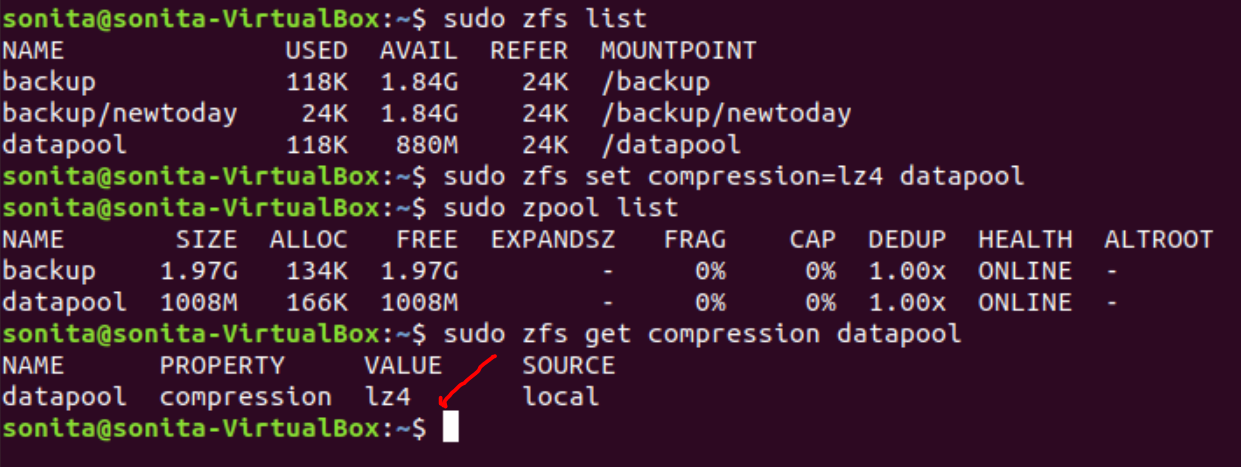 sonita@sonita-VirtualBox:~$ sudo zfs list
NAME USED AVAIL REFER MOUNTPOINT
backup 118K 1.84G 24K /backup
backup/newtoday 24K 1.84G 24K /backup/newtoday
datapool 118K 880M 24K /datapool
sonita@sonita-VirtualBox:~$ sudo zfs set compression=lz4 datapool
sonita@sonita-VirtualBox:~$ sudo zpool list
NAME SIZE ALLOC FREE EXPANDSZ FRAG CAP DEDUP HEALTH ALTROOT
backup 1.97G 134K 1.97G - 0% 0% 1.00x ONLINE -
datapool 1008M 166K 1008M - 0% 0% 1.00x ONLINE -
sonita@sonita-VirtualBox:~$ sudo zfs get compression datapool
NAME PROPERTY VALUE SOURCE
datapool compression lz4 local
sonita@sonita-VirtualBox:~$